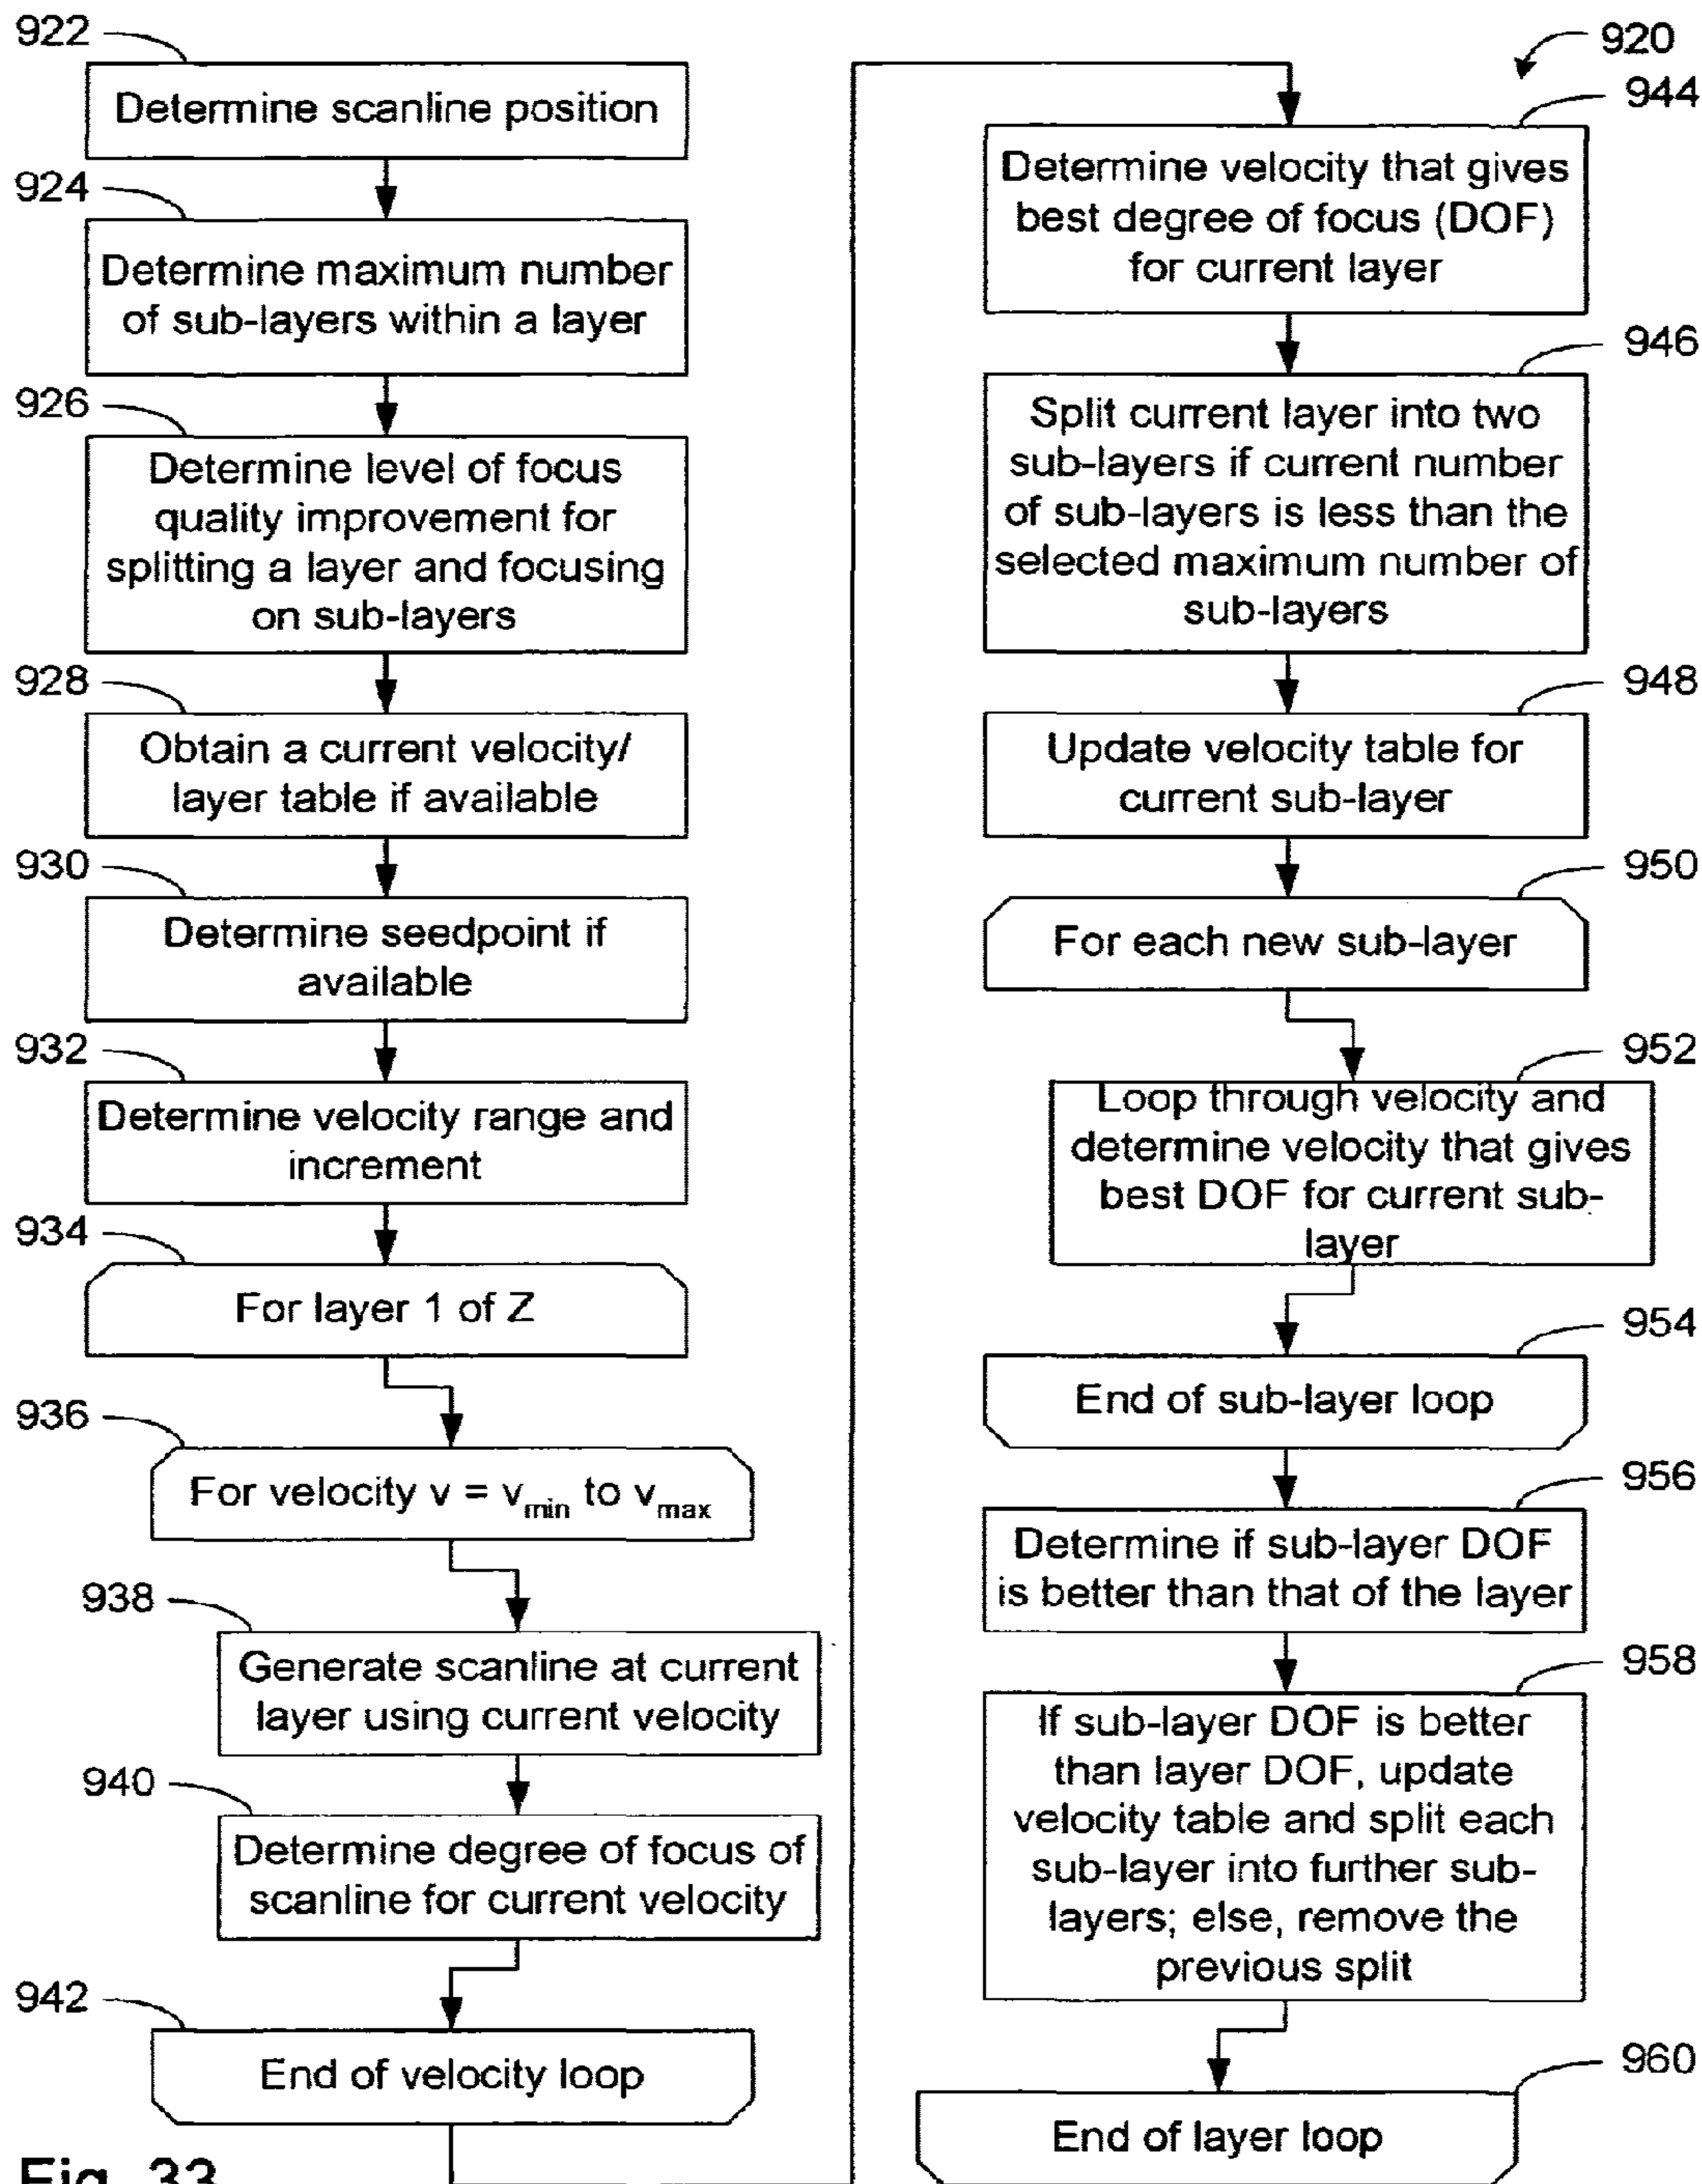 922
Determine scanline position
924
Determine maximum number
of sub-layers within a layer
926
Determine level of focus
quality improvement for
splitting a layer and focusing
on sub-layers
928
Obtain a current velocity/
layer table if available
930
Determine seedpoint if
available
932
Determine velocity range and
increment
934
For layer 1 of Z
936
For velocity v = vmin to vmax
938
Generate scanline at current
layer using current velocity
940
Determine degree of focus of
scanline for current velocity
942
End of velocity loop
Fig. 33
920
944
Determine velocity that gives
best degree of focus (DOF)
for current layer
946
Split current layer into two
sub-layers if current number
of sub-layers is less than the
selected maximum number of
sub-layers
948
Update velocity table for
current sub-layer
950
For each new sub-layer
952
Loop through velocity and
determine velocity that gives
best DOF for current sub-
layer
954
End of sub-layer loop
956
Determine if sub-layer DOF
is better than that of the layer
958
If sub-layer DOF is better
than layer DOF, update
velocity table and split each
sub-layer into further sub-
layers; else, remove the
previous split
960
End of layer loop